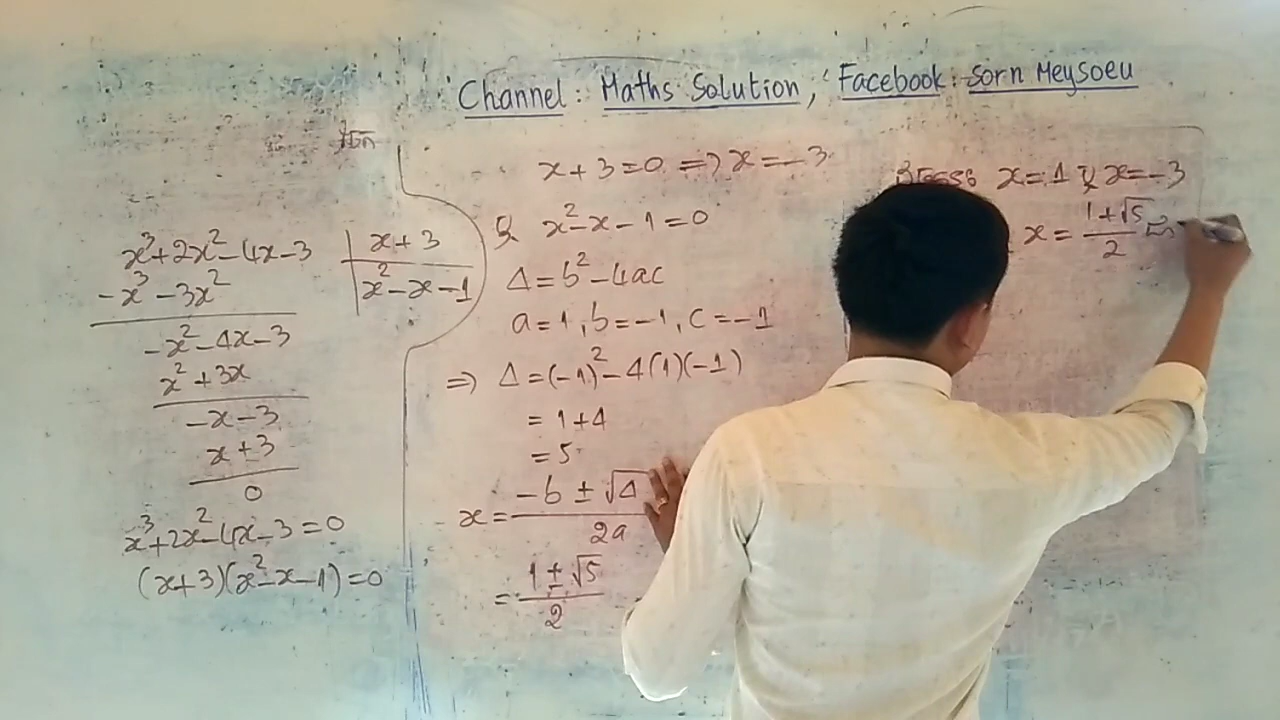 Channel : Maths Solution, Facebook : Sorn Meysoeu
x³+2x²-4x-3 | x+3
-x³-3x² | x²-x-1
-x²-4x-3
x²+3x
-x-3
x+3
0
x³+2x²-4x-3=0
(x+3)(x²-x-1)=0
x+3=0 => x=-3
x²-x-1=0
Δ=b²-4ac
a=1, b=-1, c=-1
=> Δ=(-1)²-4(1)(-1)
= 1+4
= 5
x= (-b ± √Δ)/2a
= (1 ± √5)/2
x=1 x=-3
x= (1+√5)/2